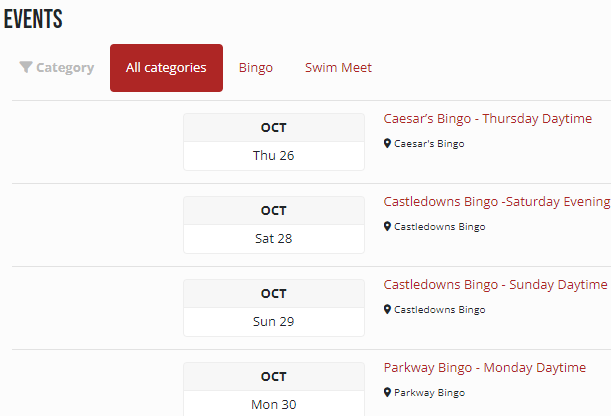 EVENTS
Category All categories Bingo Swim Meet
OCT
Thu 26
Caesar's Bingo - Thursday Daytime
Caesar's Bingo
OCT
Sat 28
Castledowns Bingo -Saturday Evening
Castledowns Bingo
OCT
Sun 29
Castledowns Bingo - Sunday Daytime
Castledowns Bingo
OCT
Mon 30
Parkway Bingo - Monday Daytime
Parkway Bingo